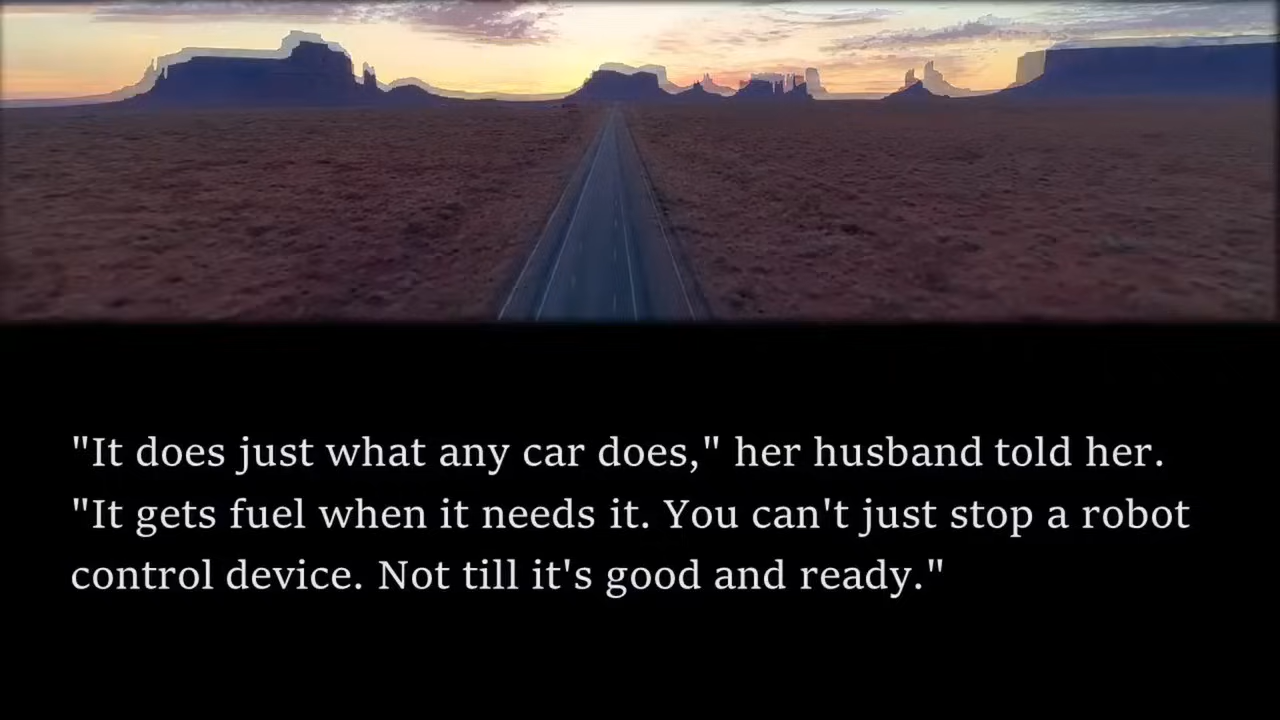 "It does just what any car does," her husband told her.
"It gets fuel when it needs it. You can't just stop a robot
control device. Not till it's good and ready."